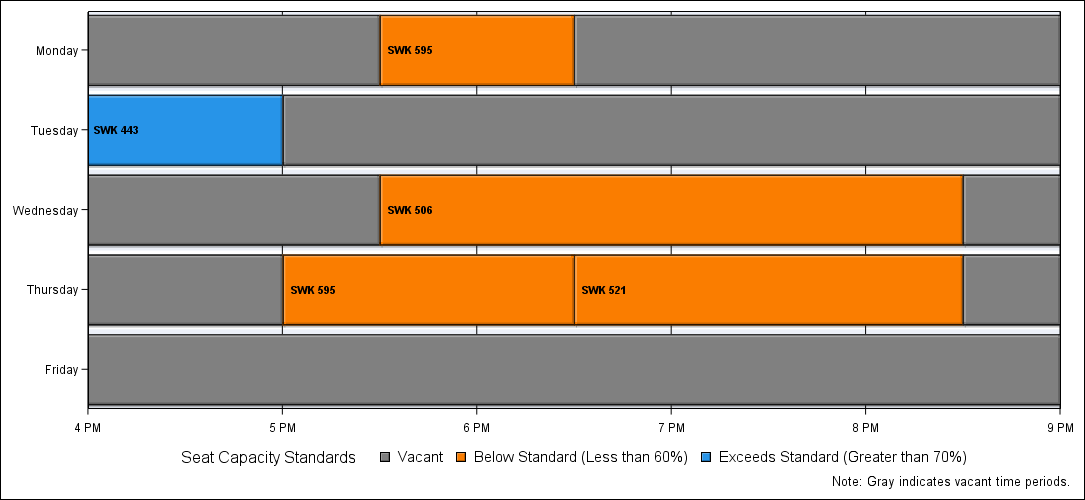 Monday
SWK 595
Tuesday
SWK 443
Wednesday
SWK 506
Thursday
SWK 595 SWK 521
Friday
4 PM 5 PM 6 PM 7 PM 8 PM 9 PM
Seat Capacity Standards Vacant Below Standard (Less than 60%) Exceeds Standard (Greater than 70%)
Note: Gray indicates vacant time periods.